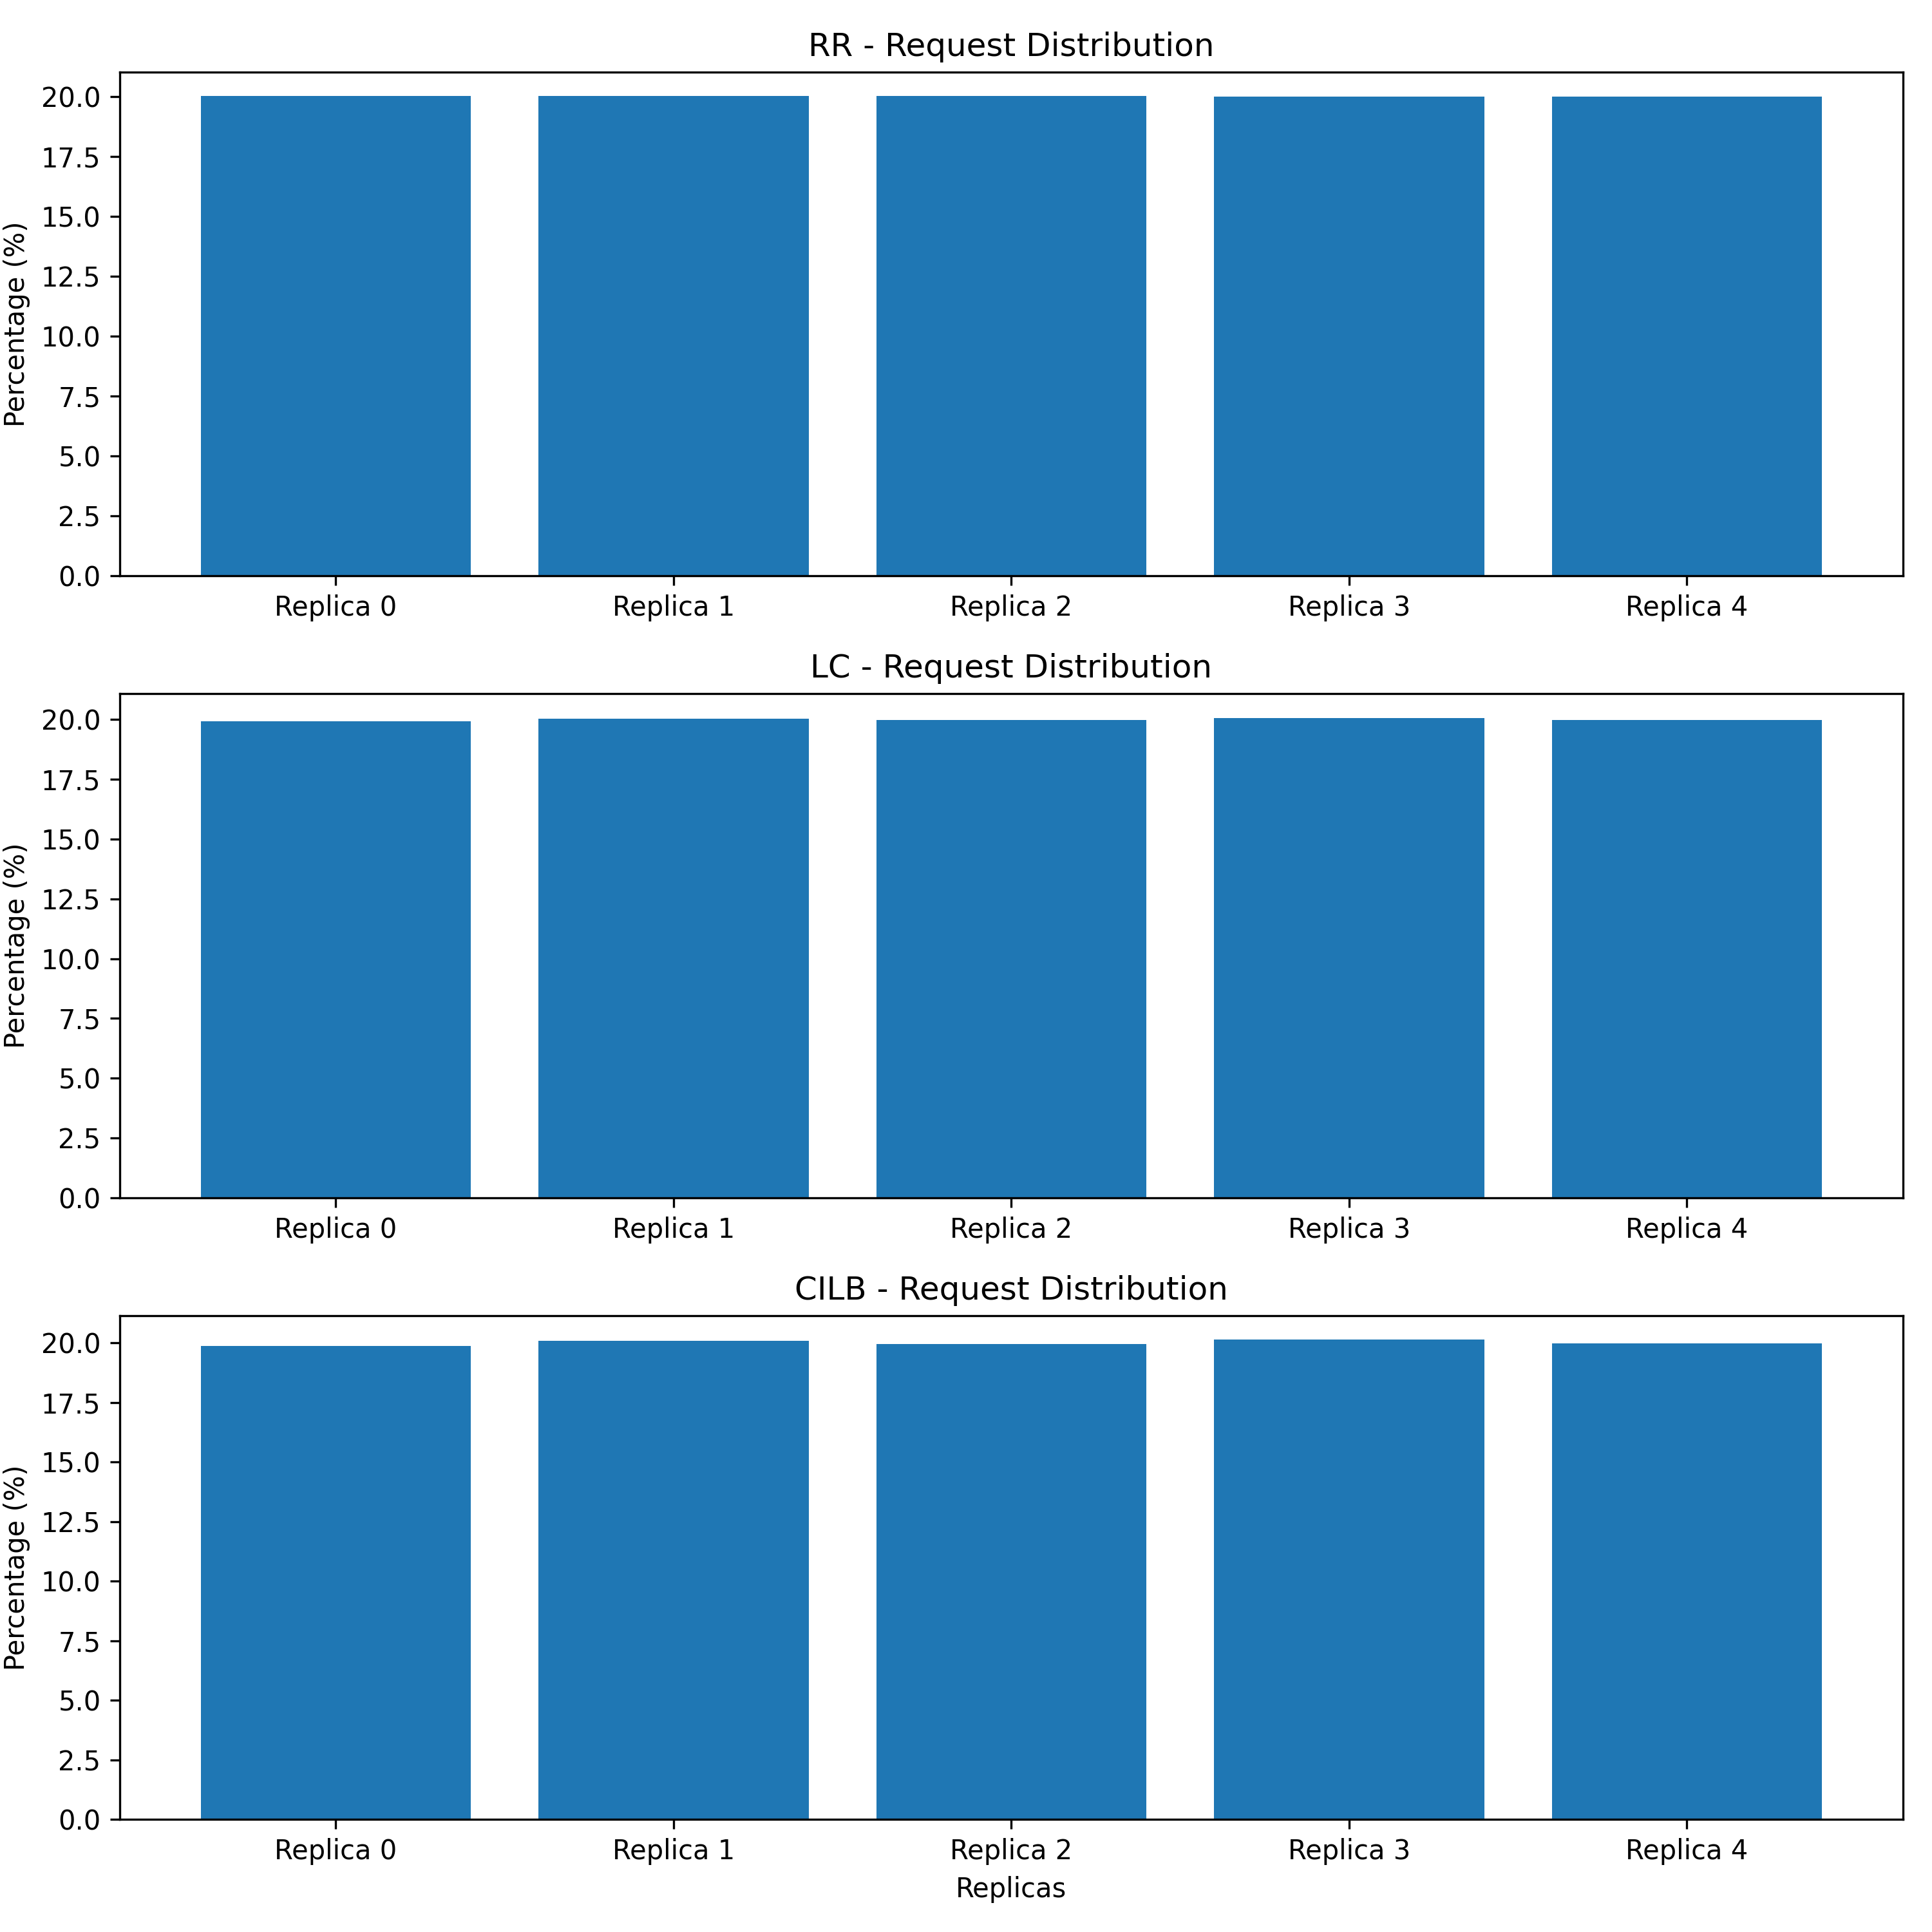 RR - Request Distribution
Percentage (%)
20.0
17.5
15.0
12.5
10.0
7.5
5.0
2.5
0.0
Replica 0 Replica 1 Replica 2 Replica 3 Replica 4
LC - Request Distribution
Percentage (%)
20.0
17.5
15.0
12.5
10.0
7.5
5.0
2.5
0.0
Replica 0 Replica 1 Replica 2 Replica 3 Replica 4
CILB - Request Distribution
Percentage (%)
20.0
17.5
15.0
12.5
10.0
7.5
5.0
2.5
0.0
Replica 0 Replica 1 Replica 2 Replica 3 Replica 4
Replicas